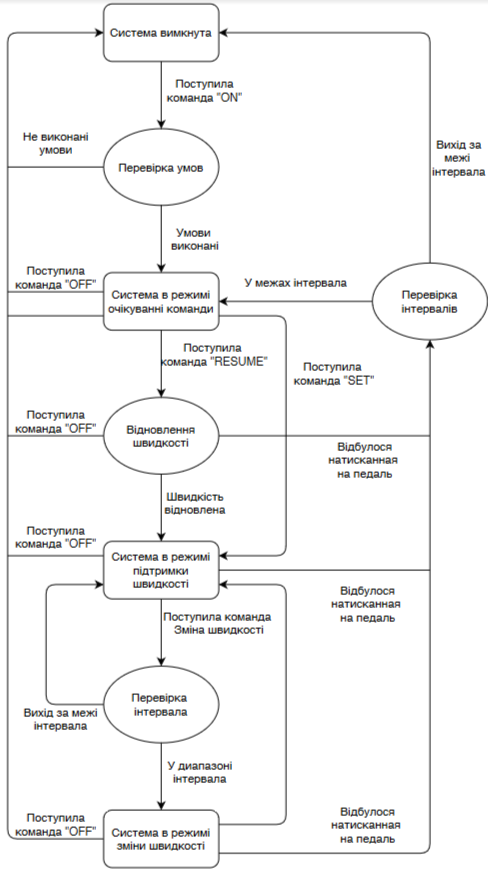 Система вимкнута
Поступила
команда "ON"
Не виконані
умови
Перевірка умов
Вихід за
межі
інтервала
Умови
виконані
Поступила
команда "OFF"
Система в режимі
очікуванні команди
У межах інтервала
Перевірка
інтервалів
Поступила
команда "RESUME"
Поступила
команда "SET"
Поступила
команда "OFF"
Відновлення
швидкості
Відбулося
натисканная
на педаль
Швидкість
відновлена
Поступила
команда "OFF"
Система в режимі
підтримки
швидкості
Відбулося
натисканная
на педаль
Поступила команда
Зміна швидкості
Перевірка
інтервала
Вихід за межі
інтервала
У диапазоні
інтервала
Поступила
команда "OFF"
Система в режимі
зміни швидкості
Відбулося
натисканная
на педаль